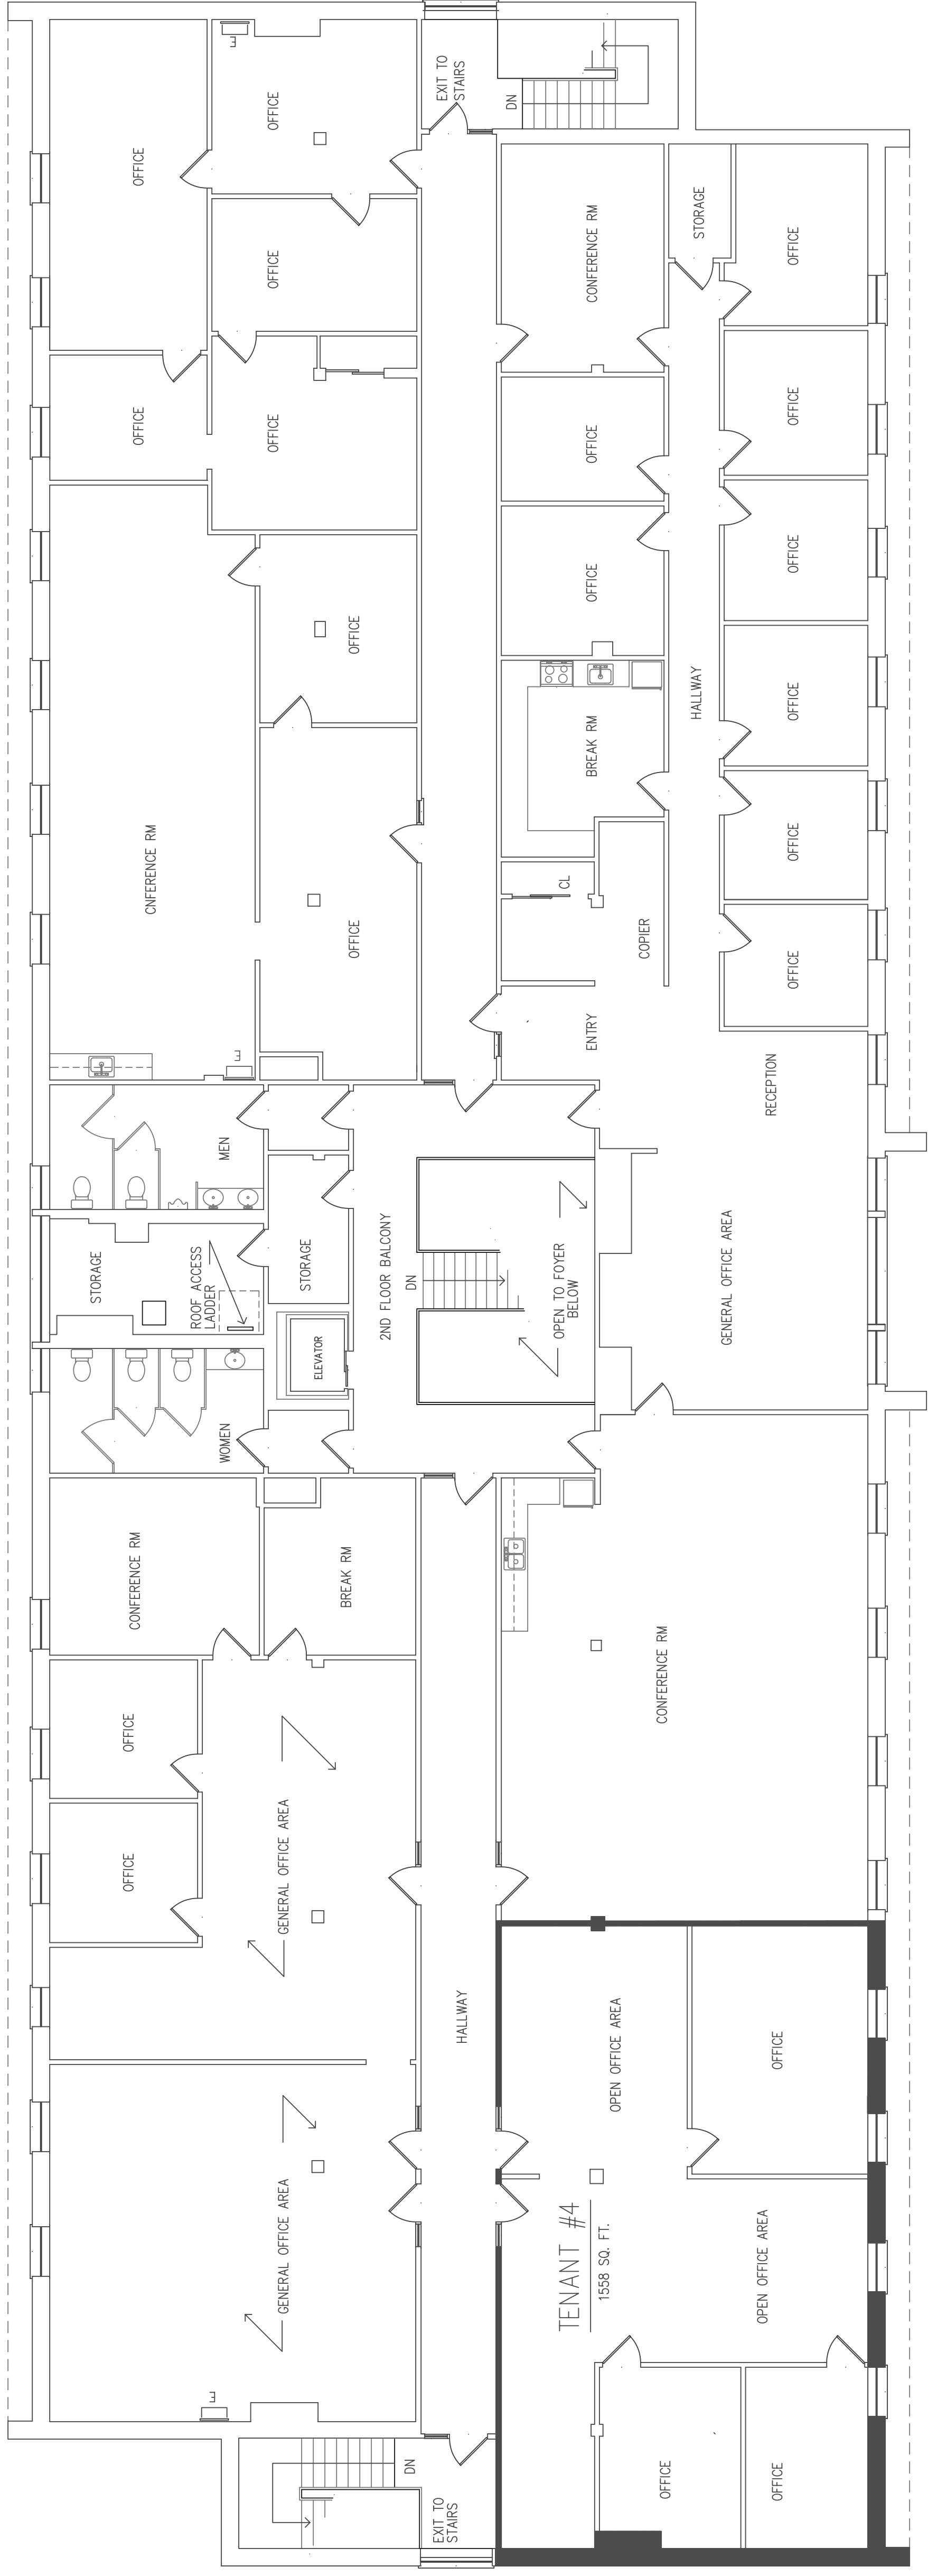 EXIT TO
STAIRS
DN
OFFICE
OFFICE
OFFICE
OFFICE
OFFICE
CONFERENCE RM
STORAGE
OFFICE
OFFICE
OFFICE
OFFICE
OFFICE
OFFICE
HALLWAY
OFFICE
OFFICE
BREAK RM
CNFERENCE RM
OFFICE
CL
COPIER
OFFICE
OFFICE
ENTRY
RECEPTION
MEN
STORAGE
ROOF ACCESS
LADDER
STORAGE
ELEVATOR
2ND FLOOR BALCONY
DN
OPEN TO FOYER
BELOW
GENERAL OFFICE AREA
WOMEN
CONFERENCE RM
BREAK RM
CONFERENCE RM
OFFICE
OFFICE
GENERAL OFFICE AREA
HALLWAY
OPEN OFFICE AREA
OFFICE
GENERAL OFFICE AREA
TENANT #4
1558 SQ. FT.
OPEN OFFICE AREA
OFFICE
OFFICE
DN
EXIT TO
STAIRS